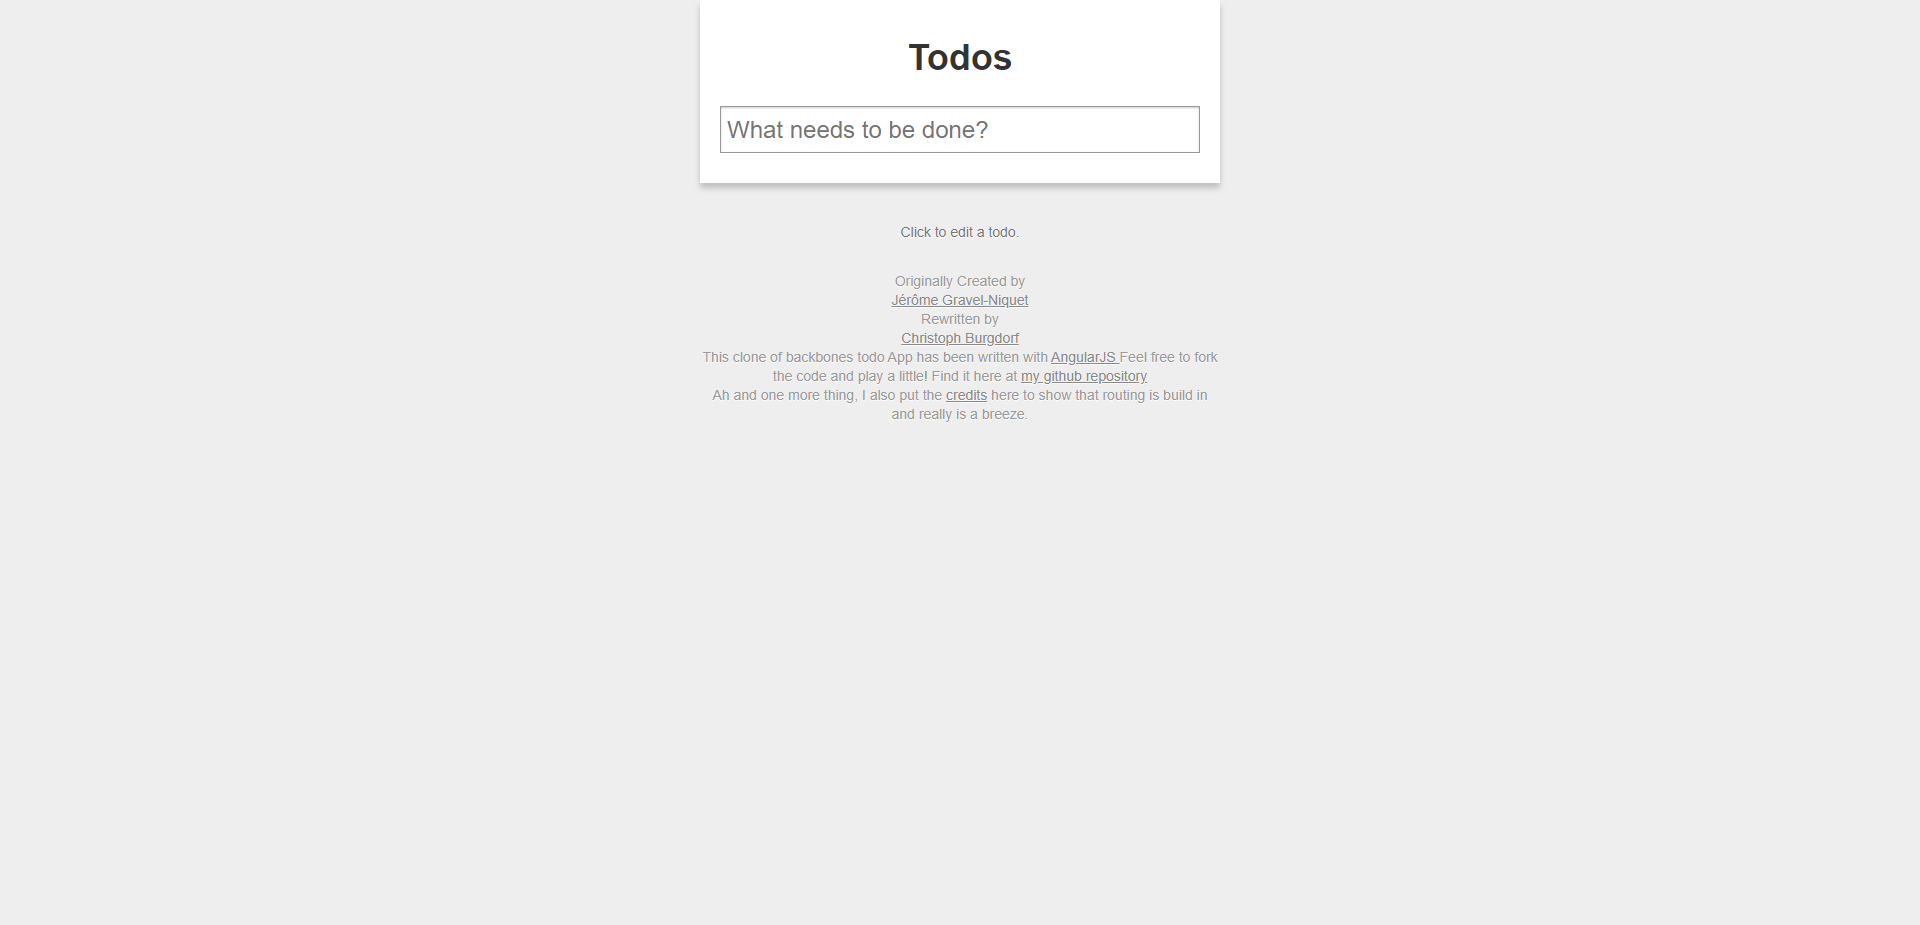 Todos
What needs to be done?
Click to edit a todo.
Originally Created by
Jérôme Gravel-Niquet
Rewritten by
Christoph Burgdorf
This clone of backbones todo App has been written with AngularJS Feel free to fork
the code and play a little! Find it here at my github repository
Ah and one more thing, I also put the credits here to show that routing is build in
and really is a breeze.